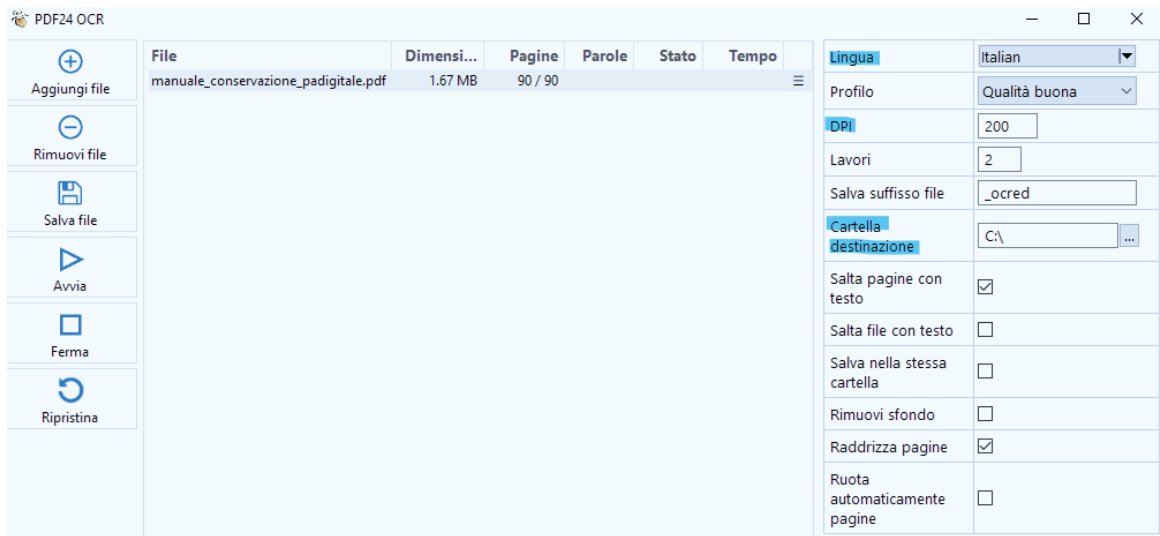 PDF24 OCR
Aggiungi file
Rimuovi file
Salva file
Avvia
Ferma
Ripristina
File Dimensi... Pagine Parole Stato Tempo
manuale_conservazione_padigitale.pdf 1.67 MB 90 / 90
Lingua Italian
Profilo Qualità buona
DPI 200
Lavori 2
Salva suffisso file _ocred
Cartella
destinazione C:\ ...
Salta pagine con
testo
Salta file con testo
Salva nella stessa
cartella
Rimuovi sfondo
Raddrizza pagine
Ruota
automaticamente
pagine